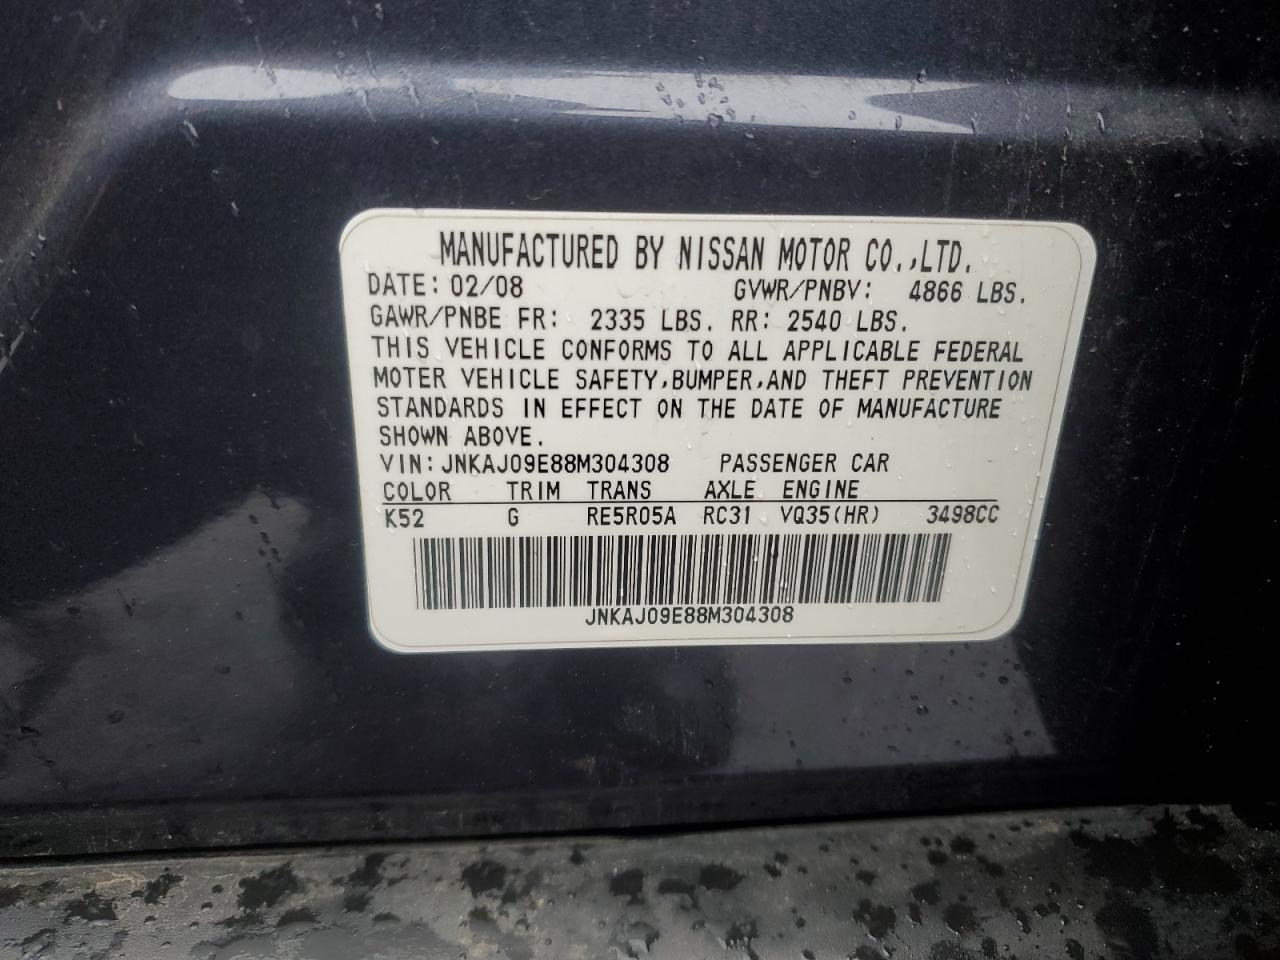 MANUFACTURED BY NISSAN MOTOR CO.,LTD.
DATE: 02/08 GVWR/PNBV: 4866 LBS.
GAWR/PNBE FR: 2335 LBS. RR: 2540 LBS.
THIS VEHICLE CONFORMS TO ALL APPLICABLE FEDERAL
MOTER VEHICLE SAFETY,BUMPER,AND THEFT PREVENTION
STANDARDS IN EFFECT ON THE DATE OF MANUFACTURE
SHOWN ABOVE.
VIN:JNKAJ09E88M304308 PASSENGER CAR
COLOR TRIM TRANS AXLE ENGINE
K52 G RE5R05A RC31 VQ35(HR) 3498CC
JNKAJ09E88M304308